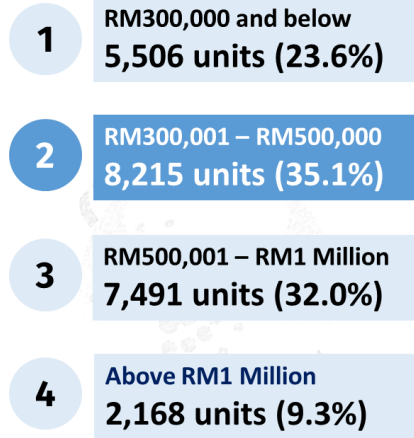 1
RM300,000 and below
5,506 units (23.6%)
2
RM300,001 – RM500,000
8,215 units (35.1%)
3
RM500,001 – RM1 Million
7,491 units (32.0%)
4
Above RM1 Million
2,168 units (9.3%)